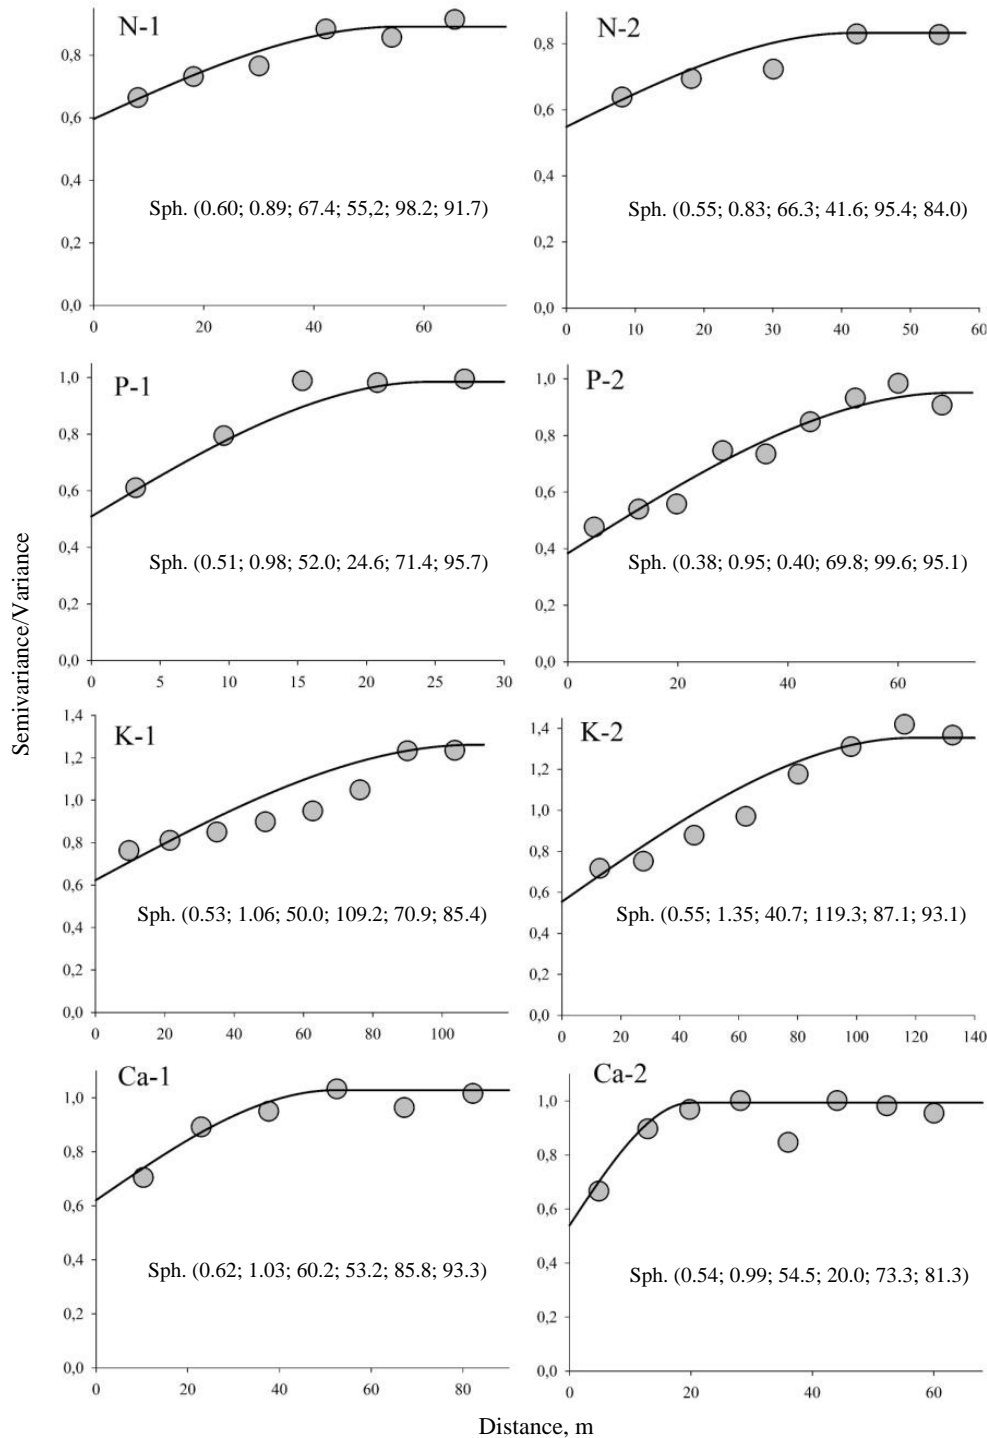 N-1
0,8
0,6
0,4
0,2
0,0
Sph. (0.60; 0.89; 67.4; 55,2; 98.2; 91.7)
0 20 40 60
N-2
0,8
0,6
0,4
0,2
0,0
Sph. (0.55; 0.83; 66.3; 41.6; 95.4; 84.0)
0 10 20 30 40 50 60
P-1
1,0
0,8
0,6
0,4
0,2
0,0
Sph. (0.51; 0.98; 52.0; 24.6; 71.4; 95.7)
0 5 10 15 20 25 30
P-2
1,0
0,8
0,6
0,4
0,2
0,0
Sph. (0.38; 0.95; 0.40; 69.8; 99.6; 95.1)
0 20 40 60
Semivariance/Variance
K-1
1,4
1,2
1,0
0,8
0,6
0,4
0,2
0,0
Sph. (0.53; 1.06; 50.0; 109.2; 70.9; 85.4)
0 20 40 60 80 100
K-2
1,4
1,2
1,0
0,8
0,6
0,4
0,2
0,0
Sph. (0.55; 1.35; 40.7; 119.3; 87.1; 93.1)
0 20 40 60 80 100 120 140
Ca-1
1,0
0,8
0,6
0,4
0,2
0,0
Sph. (0.62; 1.03; 60.2; 53.2; 85.8; 93.3)
0 20 40 60 80
Ca-2
1,0
0,8
0,6
0,4
0,2
0,0
Sph. (0.54; 0.99; 54.5; 20.0; 73.3; 81.3)
0 20 40 60
Distance, m